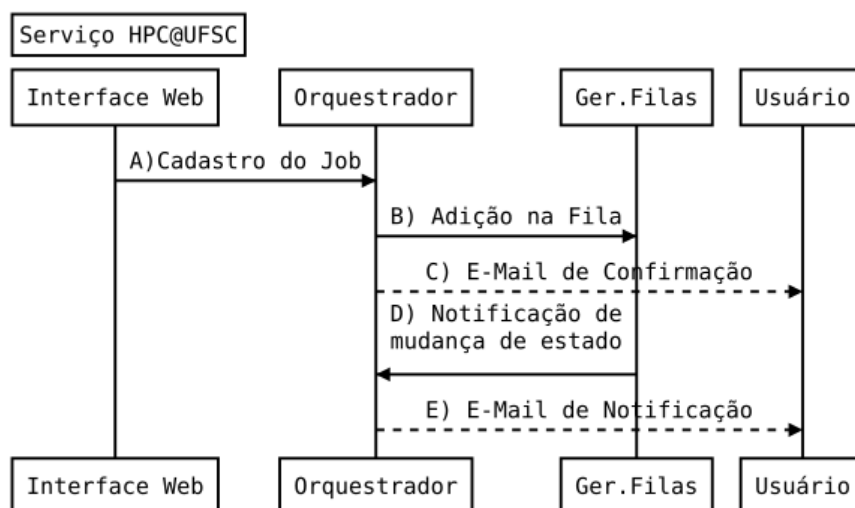 Serviço HPC@UFSC
Interface Web
Orquestrador
Ger.Filas
Usuário
A)Cadastro do Job
B) Adição na Fila
C) E-Mail de Confirmação
D) Notificação de
mudança de estado
E) E-Mail de Notificação
Interface Web
Orquestrador
Ger.Filas
Usuário